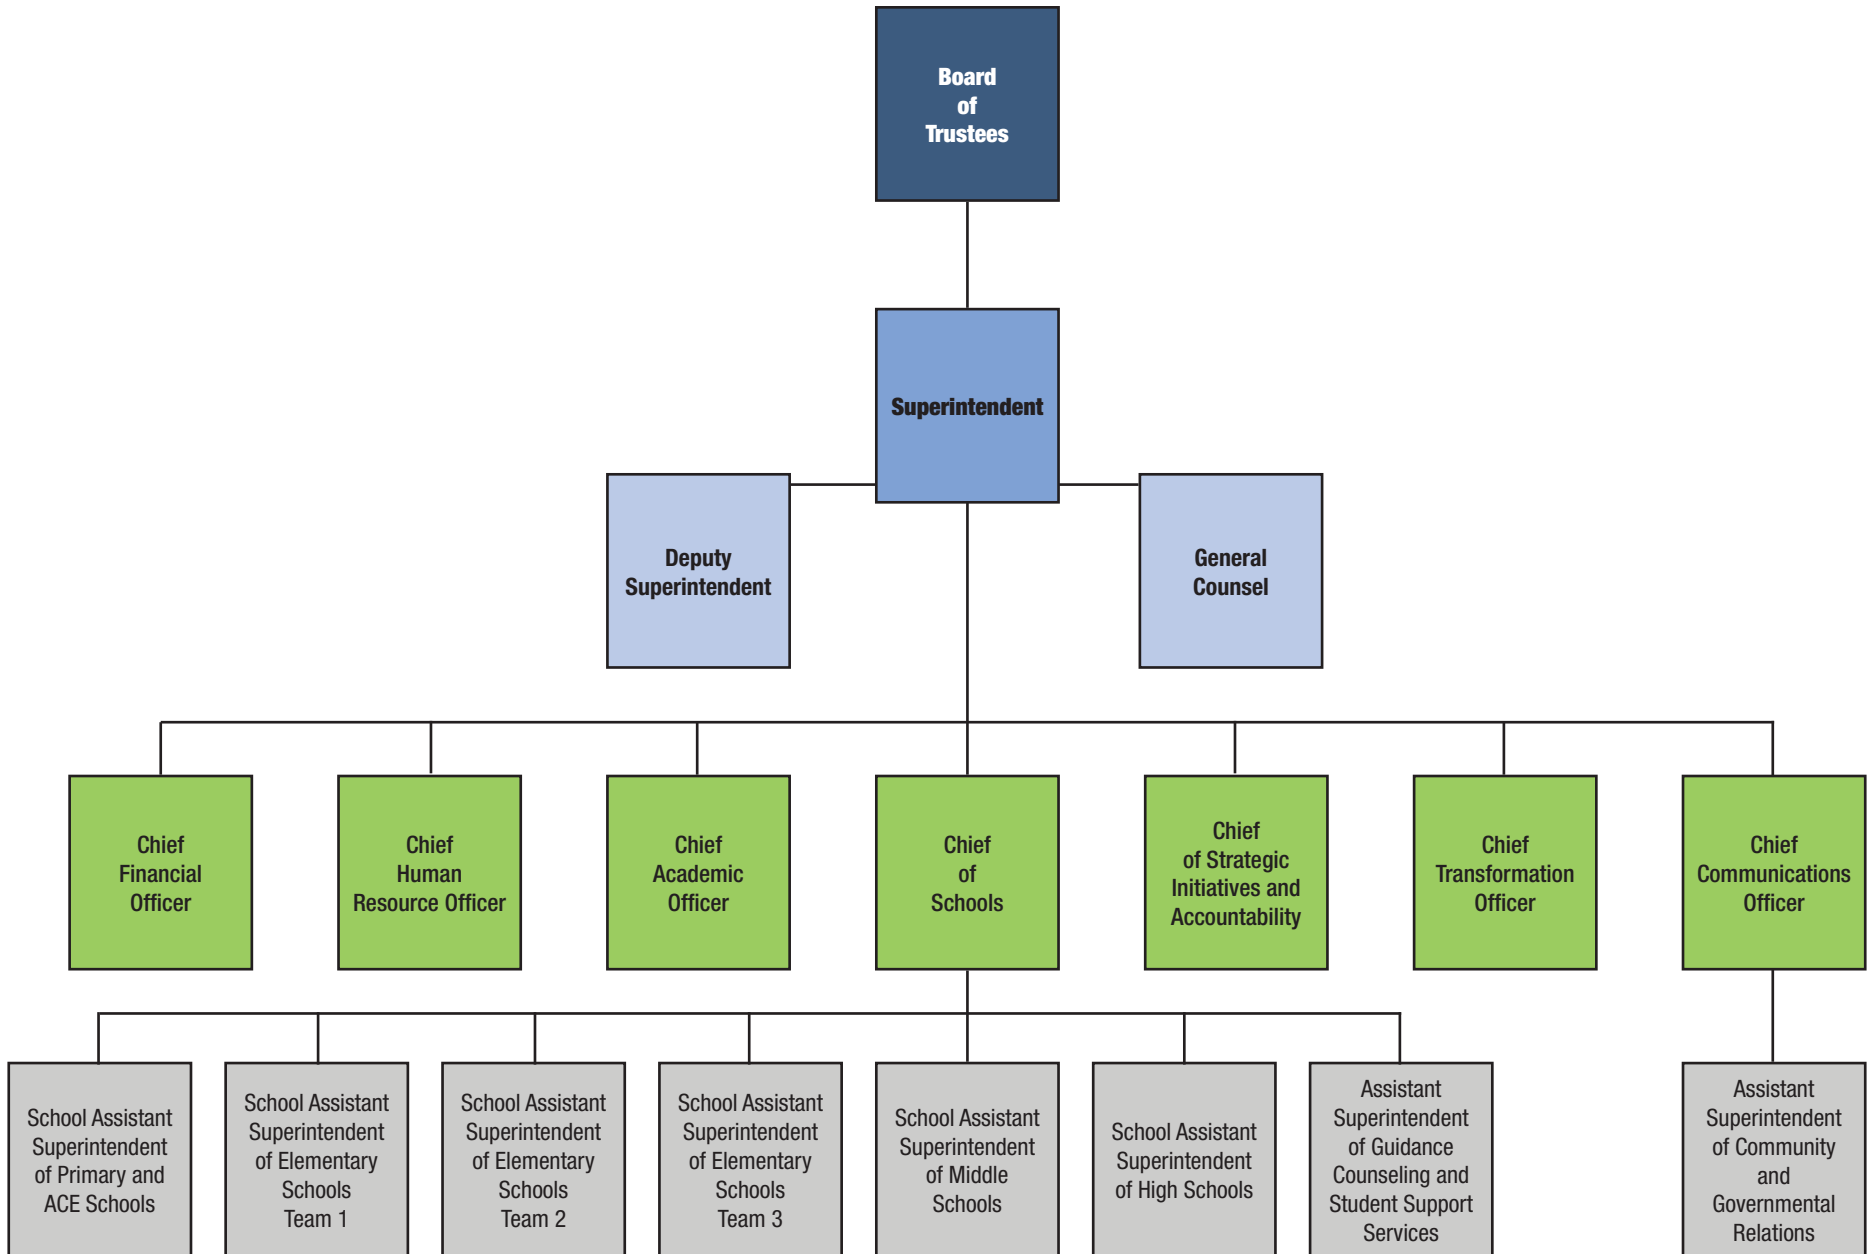 Board
of
Trustees
Superintendent
Deputy
Superintendent
General
Counsel
Chief
Financial
Officer
Chief
Human
Resource Officer
Chief
Academic
Officer
Chief
of
Schools
Chief
of Strategic
Initiatives and
Accountability
Chief
Transformation
Officer
Chief
Communications
Officer
School Assistant
Superintendent
of Primary and
ACE Schools
School Assistant
Superintendent
of Elementary
Schools
Team 1
School Assistant
Superintendent
of Elementary
Schools
Team 2
School Assistant
Superintendent
of Elementary
Schools
Team 3
School Assistant
Superintendent
of Middle
Schools
School Assistant
Superintendent
of High Schools
Assistant
Superintendent
of Guidance
Counseling and
Student Support
Services
Assistant
Superintendent
of Community
and
Governmental
Relations